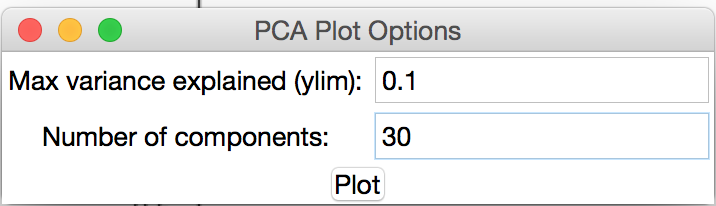 PCA Plot Options
Max variance explained (ylim): 0.1
Number of components: 30
Plot